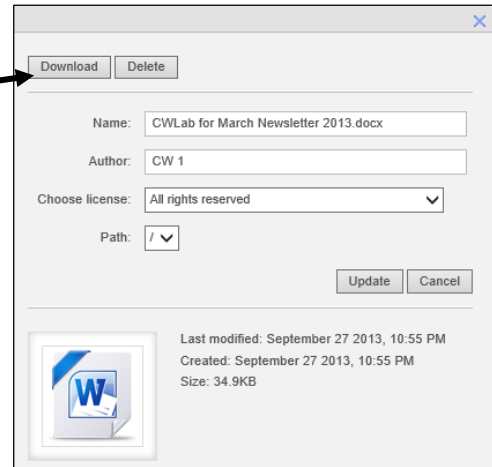 Download Delete
Name: CWLab for March Newsletter 2013.docx
Author: CW 1
Choose license: All rights reserved
Path: /
Update Cancel
Last modified: September 27 2013, 10:55 PM
Created: September 27 2013, 10:55 PM
Size: 34.9KB
W